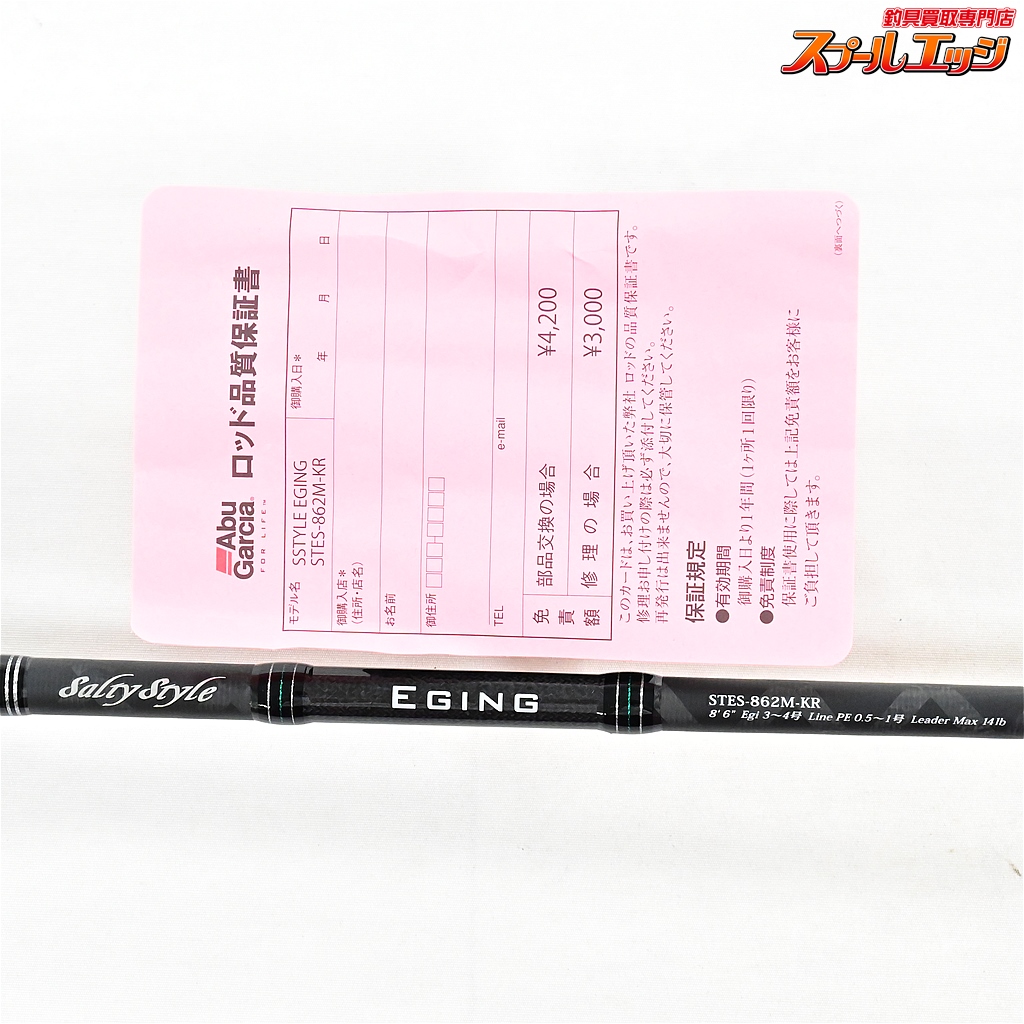 釣具買取専門店
スプールエッジ
Abu Garcia®
FOR LIFE™
ロッド品質保証書
モデル名 SSTYLE EGING
STES-862M-KR
御購入日* 年 月 日
御購入店*
(住所・店名)
お名前
御住所
TEL e-mail
免責額
部品交換の場合 ¥4,200
修理の場合 ¥3,000
このカードは、お買い上げ頂いた弊社 ロッドの品質保証書です。
修理お申し付けの際は必ず添付してください。
再発行は出来ませんので、大切に保管してください。
保証規定
●有効期間
御購入日より1年間(1ヶ所1回限り)
●免責制度
保証書使用に際しては上記免責額をお客様に
ご負担して頂きます。
(裏面へつづく)
SaltyStyle
EGING
STES-862M-KR
8'6" Egi 3〜4号 Line PE 0.5〜1号 Leader Max 14lb